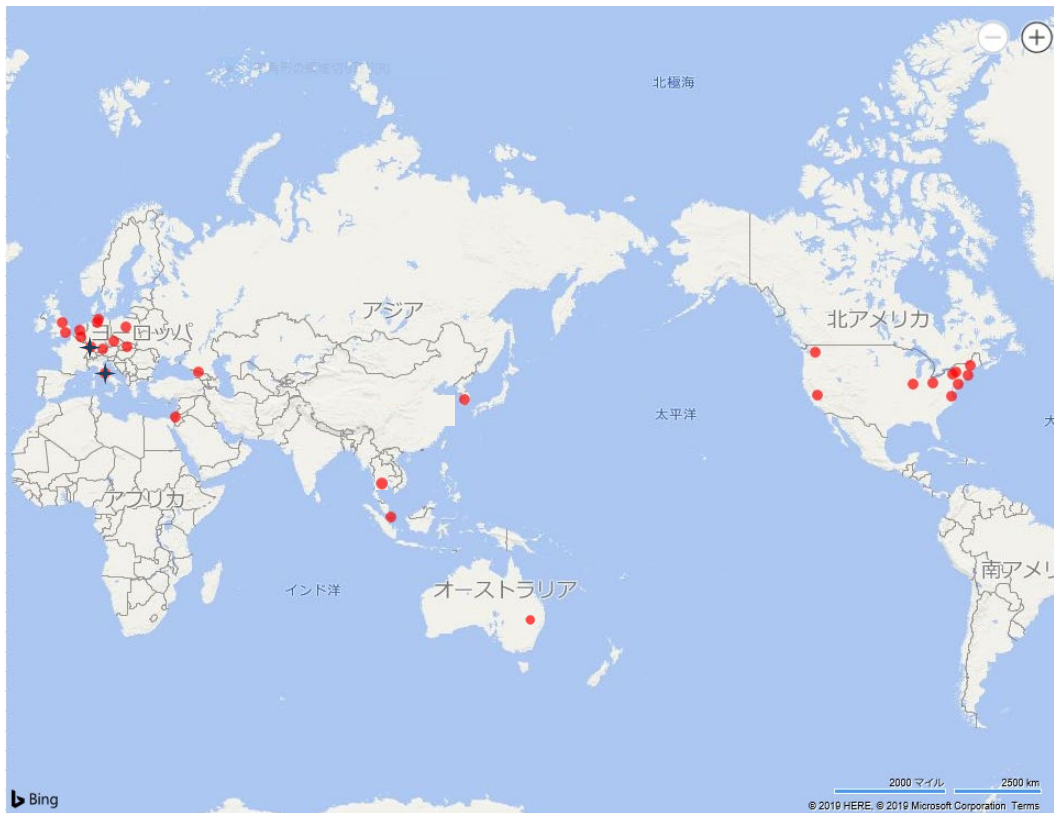 北極海
アジア
ヨーロッパ
北アメリカ
太平洋
大
アフリカ
インド洋
オーストラリア
南アメリ
Bing
2000 マイル 2500 km
© 2019 HERE, © 2019 Microsoft Corporation Terms